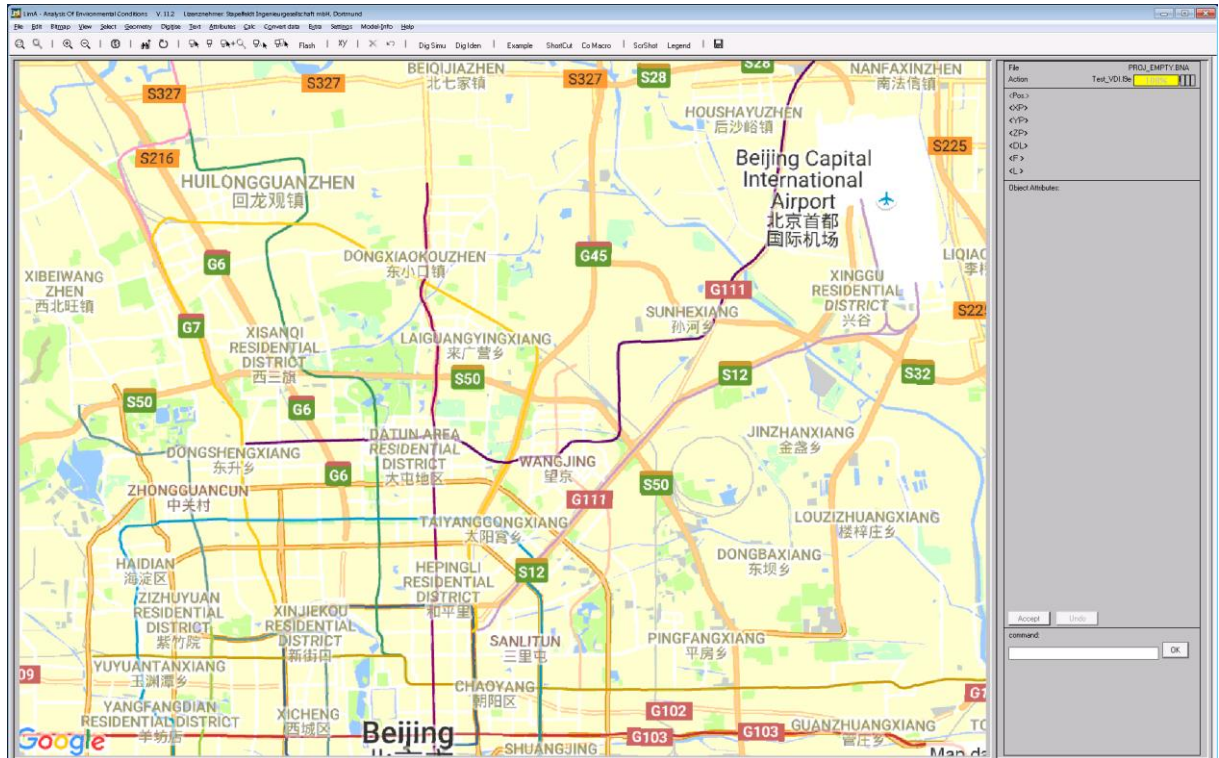 LimA - Analysis Of Environmental Conditions V. 11.2 Lizenznehmer: Stapelfeldt Ingenieurgesellschaft mbH, Dortmund
File Edit Bitmap View Select Geometry Digitise Text Attributes Calc Convert data Extra Settings Model-Info Help
Flash XY Dig Simu Dig Iden Example ShortCut Co Macro ScrShot Legend
BEIQIJIAZHEN
北七家镇
S327
S327
S327
S28
S28
NANFAXINZHEN
南法信镇
HOUSHAYUZHEN
后沙峪镇
S216
S225
HUILONGGUANZHEN
回龙观镇
Beijing Capital
International
Airport
北京首都
国际机场
G6
DONGXIAOKOUZHEN
东小口镇
G45
LIQIAO
XIBEIWANG
ZHEN
西北旺镇
G111
XINGGU
RESIDENTIAL
DISTRICT
兴谷
SUNHEXIANG
孙河乡
S225
G7
XISANQI
RESIDENTIAL
DISTRICT
西三旗
LAIGUANGYINGXIANG
来广营乡
S50
S12
S32
S50
G6
DATUN AREA
RESIDENTIAL
DISTRICT
大屯地区
JINZHANXIANG
金盏乡
DONGSHENGXIANG
东升乡
WANGJING
望京
G6
S50
ZHONGGUANCUN
中关村
G111
TAIYANGGONGXIANG
太阳宫乡
LOUZIZHUANGXIANG
楼梓庄乡
DONGBAXIANG
东坝乡
HAIDIAN
海淀区
HEPINGLI
RESIDENTIAL
DISTRICT
和平里
S12
ZIZHUYUAN
RESIDENTIAL
DISTRICT
紫竹院
XINJIEKOU
RESIDENTIAL
DISTRICT
新街口
SANLITUN
三里屯
PINGFANGXIANG
平房乡
YUYUANTANXIANG
玉渊潭乡
09
CHAOYANG
朝阳区
YANGFANGDIAN
RESIDENTIAL DISTRICT
羊坊店
XICHENG
西城区
G102
G103
G103
GUANZHUANGXIANG
管庄乡
Google
Beijing
SHUANGJING
Map da
File PROJ_EMPTY.BNA
Action Test_VDI.Be 100%
<Pos.>
<XP>
<YP>
<ZP>
<DL>
<F >
<L >
Object Attributes:
Accept Undo
command:
OK